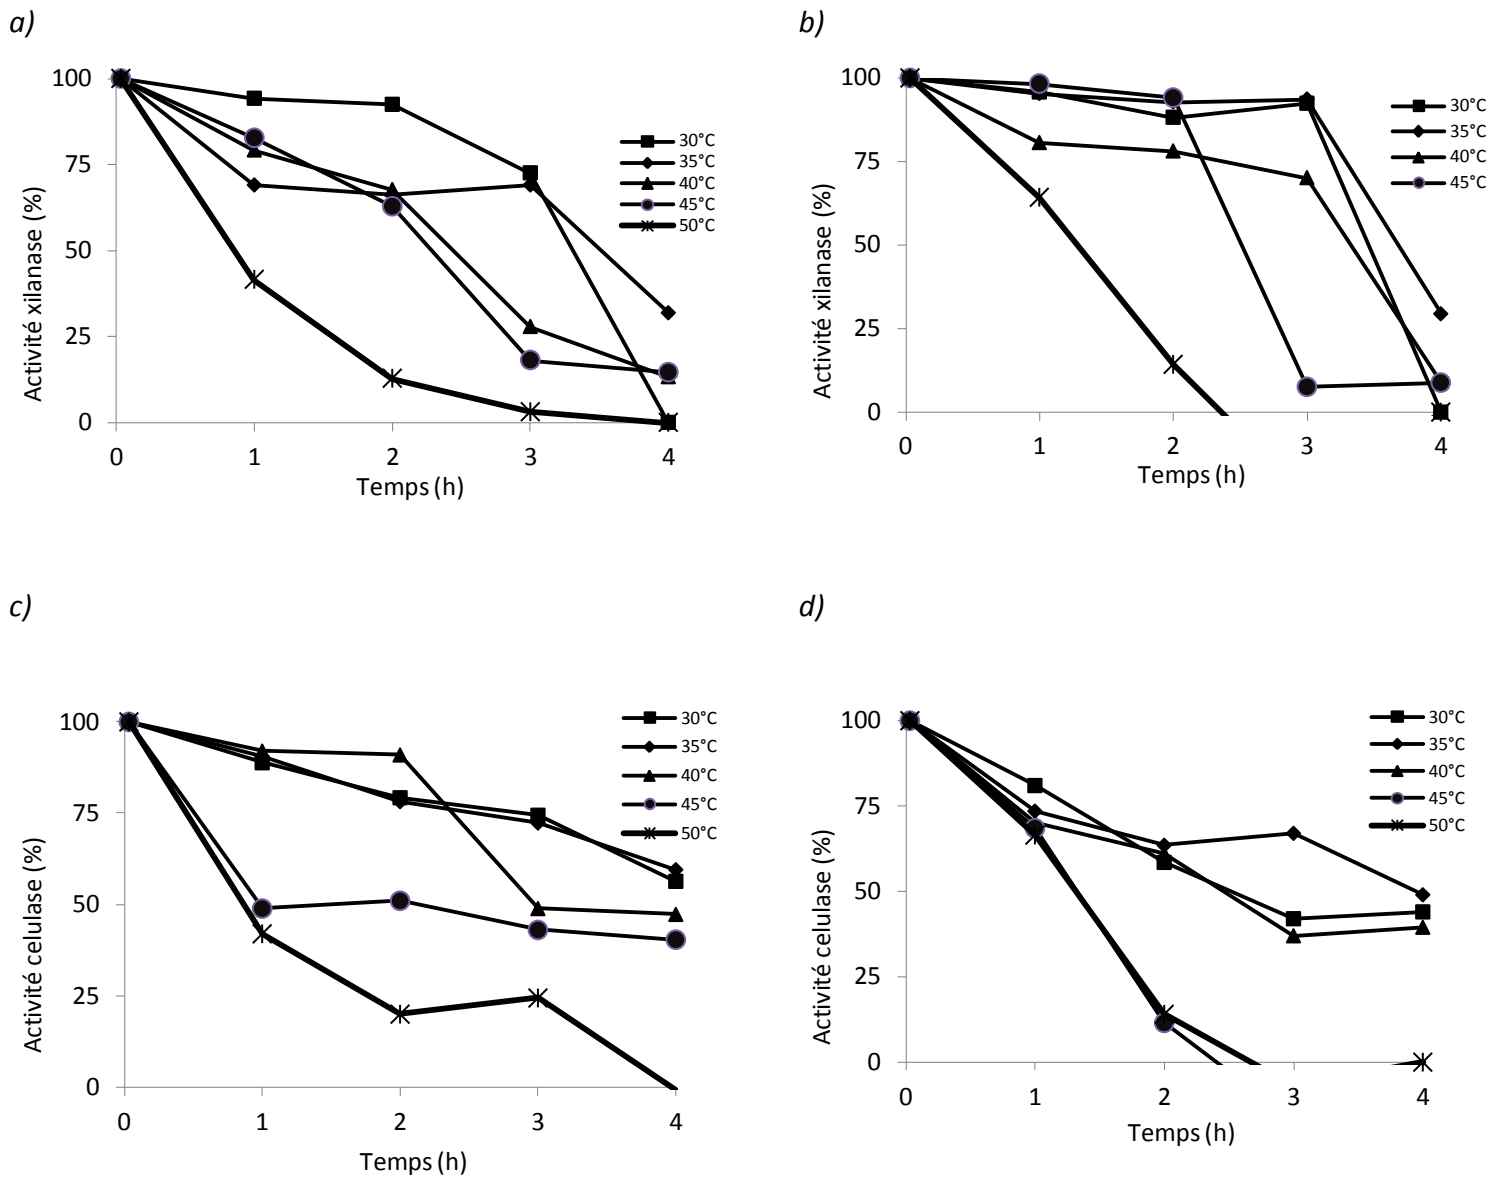 a)
Activité xilanase (%)
100
75
50
25
0
0 1 2 3 4
Temps (h)
30°C
35°C
40°C
45°C
50°C
b)
Activité xilanase (%)
100
75
50
25
0
0 1 2 3 4
Temps (h)
30°C
35°C
40°C
45°C
c)
Activité celulase (%)
100
75
50
25
0
0 1 2 3 4
Temps (h)
30°C
35°C
40°C
45°C
50°C
d)
Activité celulase (%)
100
75
50
25
0
0 1 2 3 4
Temps (h)
30°C
35°C
40°C
45°C
50°C